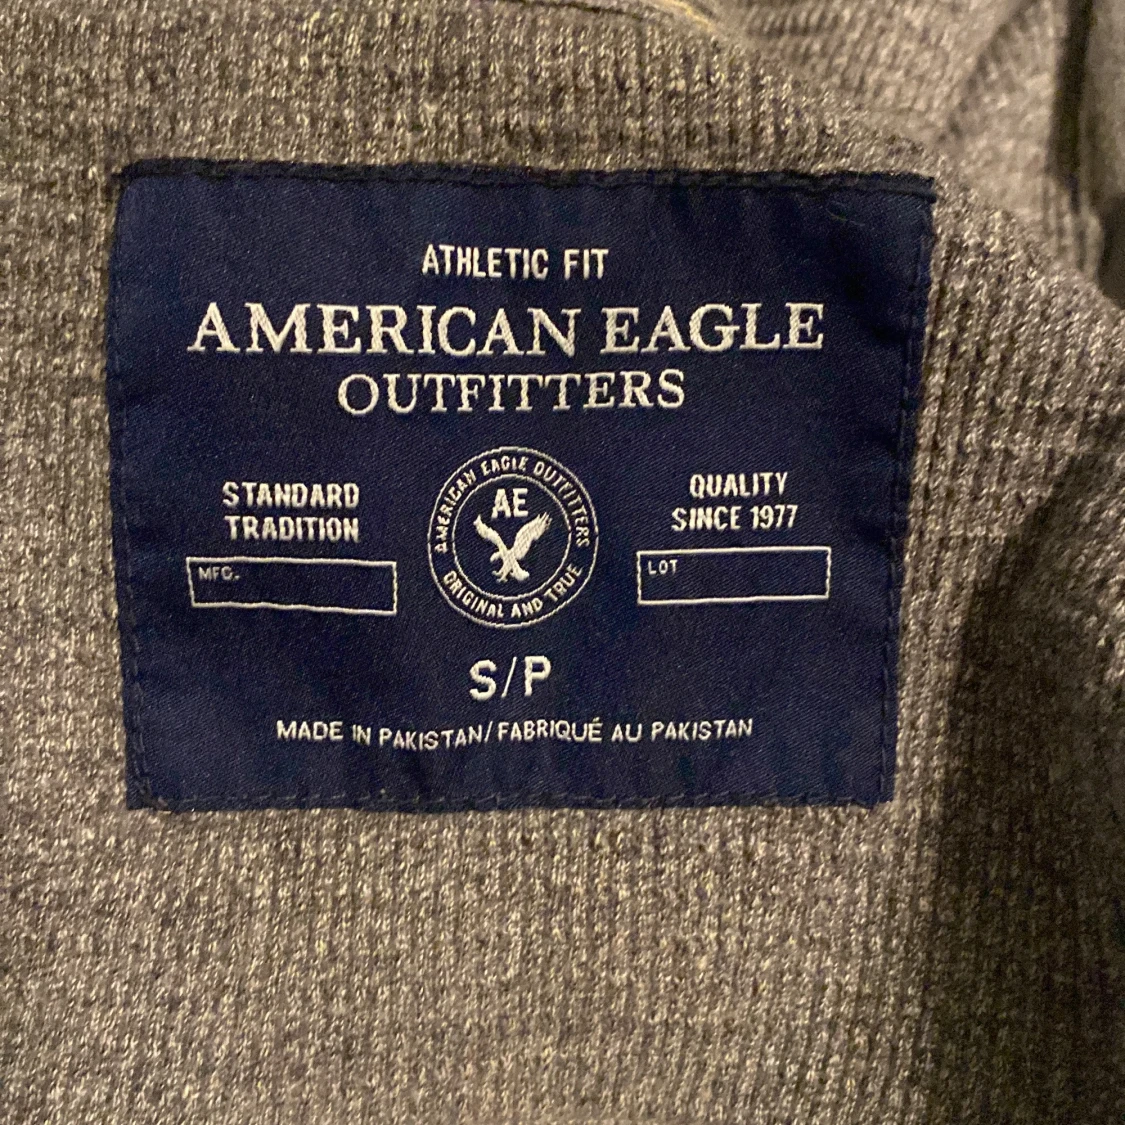 ATHLETIC FIT
AMERICAN EAGLE
OUTFITTERS
STANDARD
TRADITION
MFG.
AMERICAN EAGLE OUTFITTERS
AE
ORIGINAL AND TRUE
QUALITY
SINCE 1977
LOT
S/P
MADE IN PAKISTAN/FABRIQUÉ AU PAKISTAN